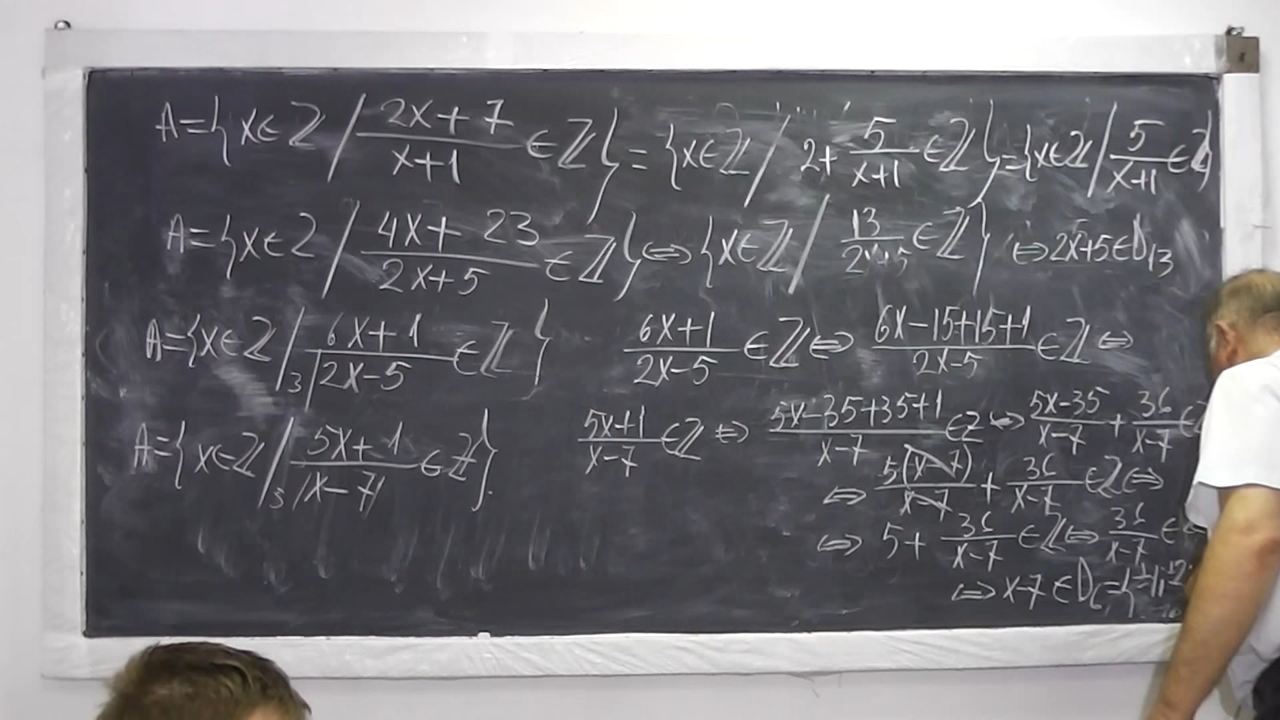 A={x∈Z / (2x+7)/(x+1) ∈Z} = {x∈Z / 2+ 5/(x+1) ∈Z} = {x∈Z / 5/(x+1) ∈Z}
A={x∈Z / (4x+23)/(2x+5) ∈Z} ⇔ {x∈Z / 13/(2x+5) ∈Z} ⇔ 2x+5∈D13
A={x∈Z / 3 (6x+1)/(2x-5) ∈Z} (6x+1)/(2x-5) ∈Z ⇔ (6x-15+15+1)/(2x-5) ∈Z ⇔
A={x∈Z / 3 (5x+1)/(x-7) ∈Z} (5x+1)/(x-7) ∈Z ⇔ (5x-35+35+1)/(x-7) ∈Z ⇔ (5x-35)/(x-7) + 36/(x-7) ∈Z
⇔ 5(x-7)/(x-7) + 36/(x-7) ∈Z ⇔
⇔ 5+ 36/(x-7) ∈Z ⇔ 36/(x-7) ∈
⇔ x-7 ∈D